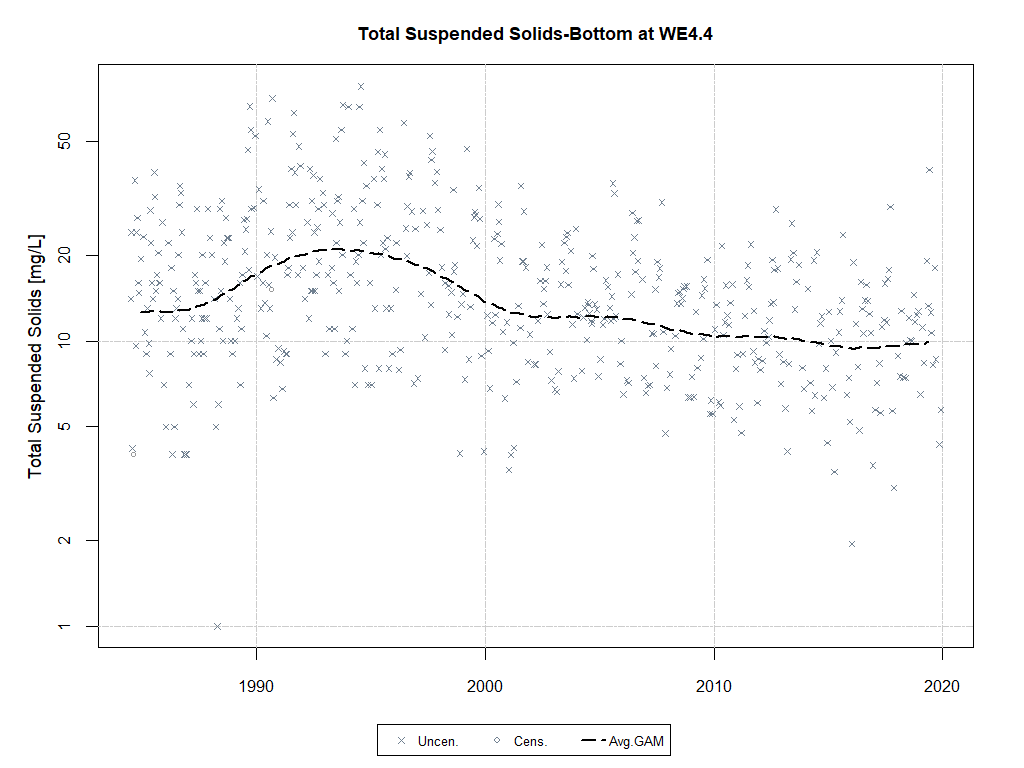 Total Suspended Solids-Bottom at WE4.4
Total Suspended Solids [mg/L]
50
20
10
5
2
1
1990 2000 2010 2020
Uncen. Cens. Avg.GAM